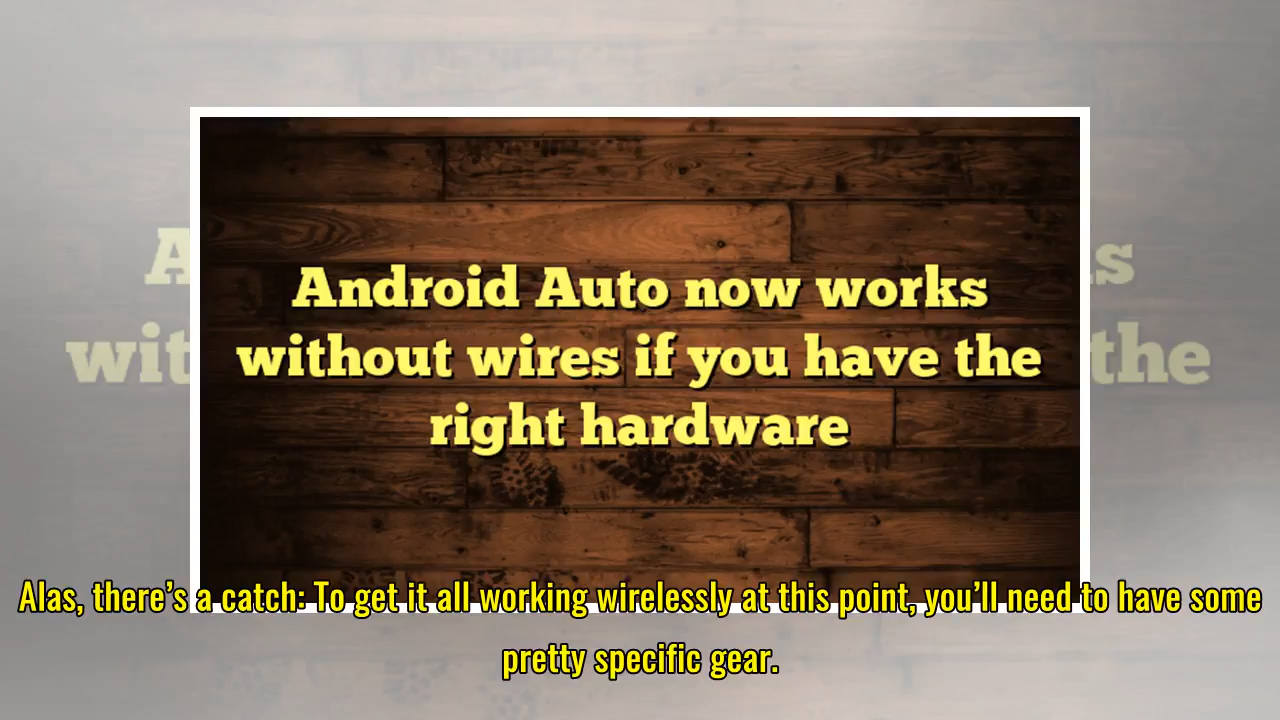 Android Auto now works
without wires if you have the
right hardware
Alas, there’s a catch: To get it all working wirelessly at this point, you’ll need to have some
pretty specific gear.